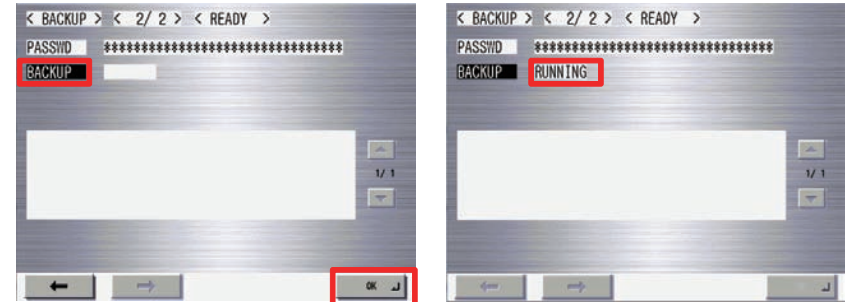 < BACKUP > < 2/ 2 > < READY >
PASSWD ********************************
BACKUP
1/ 1
OK
< BACKUP > < 2/ 2 > < READY >
PASSWD ********************************
BACKUP RUNNING
1/ 1